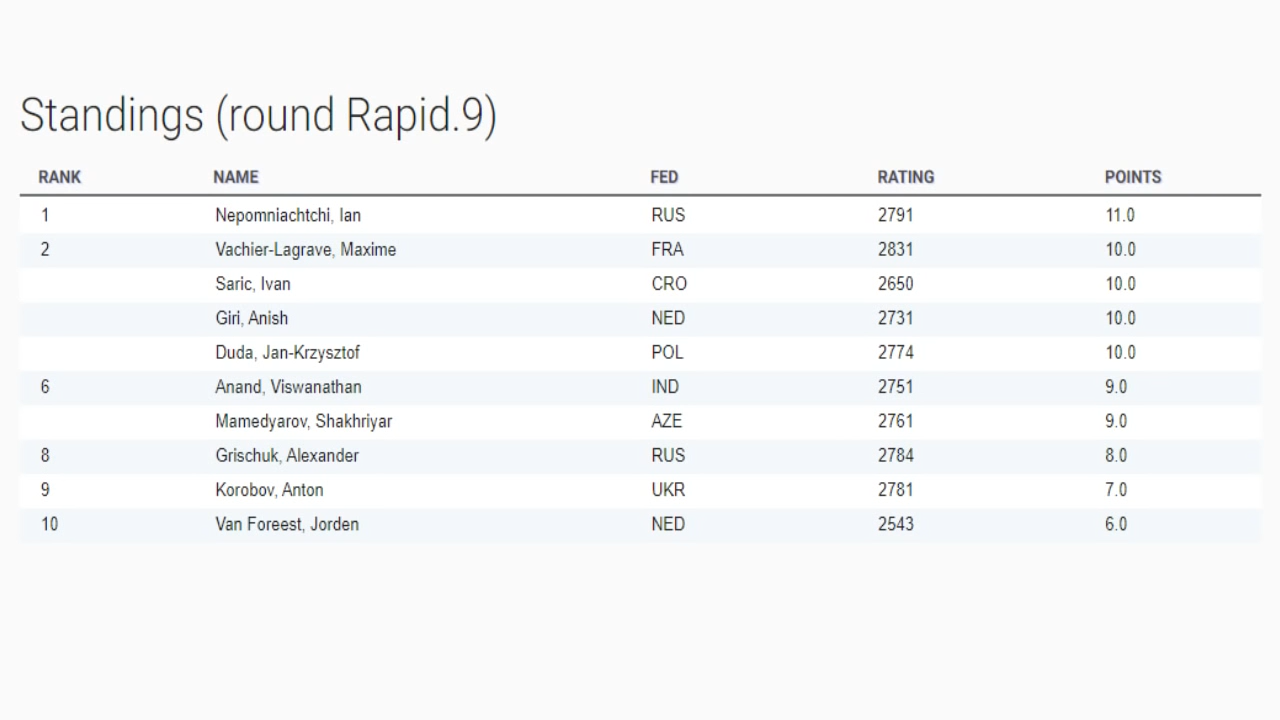 Standings (round Rapid.9)
RANK NAME FED RATING POINTS
1 Nepomniachtchi, Ian RUS 2791 11.0
2 Vachier-Lagrave, Maxime FRA 2831 10.0
Saric, Ivan CRO 2650 10.0
Giri, Anish NED 2731 10.0
Duda, Jan-Krzysztof POL 2774 10.0
6 Anand, Viswanathan IND 2751 9.0
Mamedyarov, Shakhriyar AZE 2761 9.0
8 Grischuk, Alexander RUS 2784 8.0
9 Korobov, Anton UKR 2781 7.0
10 Van Foreest, Jorden NED 2543 6.0